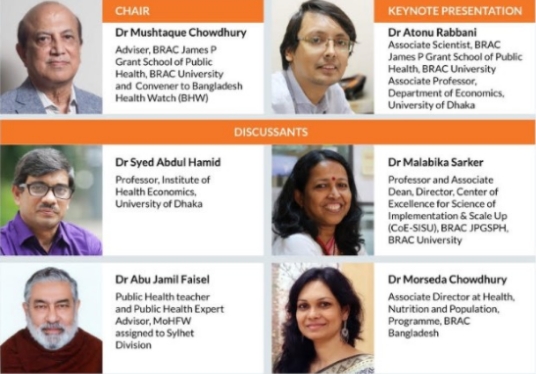 CHAIR
Dr Mushtaque Chowdhury
Adviser, BRAC James P
Grant School of Public
Health, BRAC University
and Convener to Bangladesh
Health Watch (BHW)
KEYNOTE PRESENTATION
Dr Atonu Rabbani
Associate Scientist, BRAC
James P Grant School of Public
Health, BRAC University
Associate Professor,
Department of Economics,
University of Dhaka
DISCUSSANTS
Dr Syed Abdul Hamid
Professor, Institute of
Health Economics,
University of Dhaka
Dr Malabika Sarker
Professor and Associate
Dean, Director, Center of
Excellence for Science of
Implementation & Scale Up
(CoE-SISU), BRAC JPGSPH,
BRAC University
Dr Abu Jamil Faisel
Public Health teacher
and Public Health Expert
Advisor, MoHFW
assigned to Sylhet
Division
Dr Morseda Chowdhury
Associate Director at Health,
Nutrition and Population,
Programme, BRAC
Bangladesh